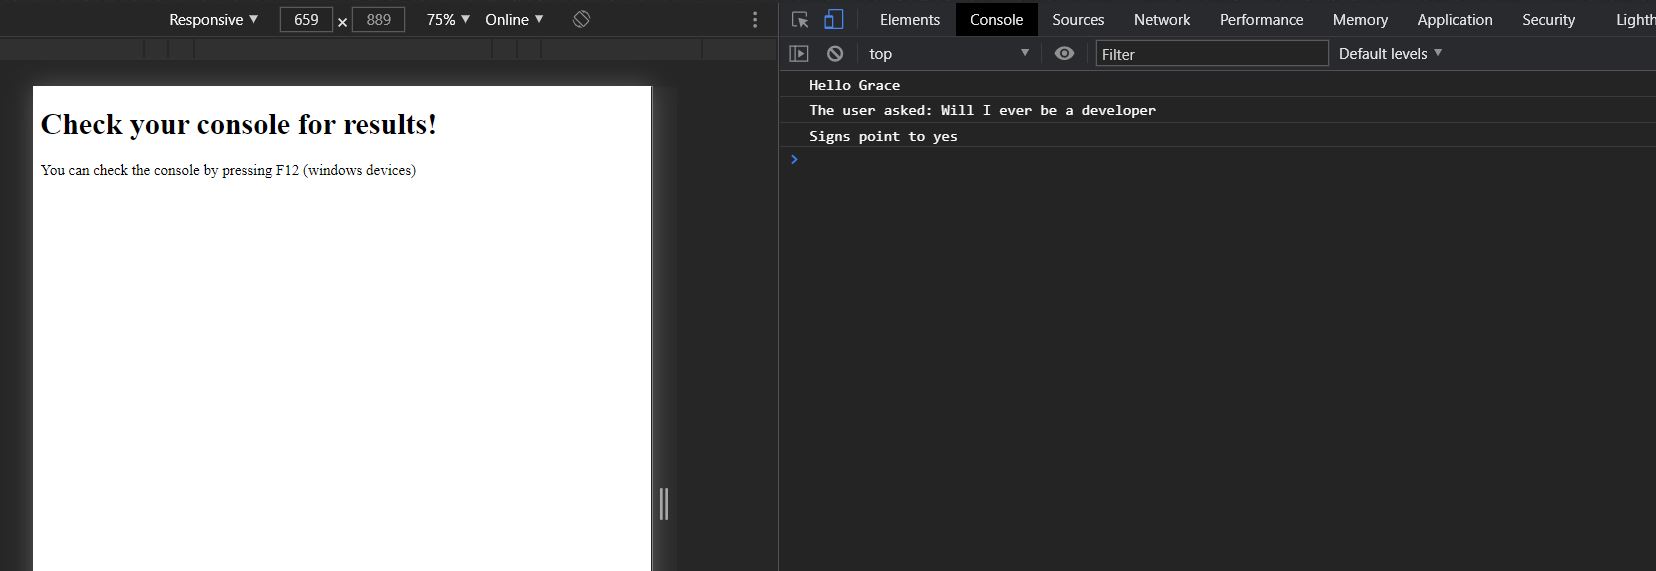 Responsive ▼ 659 × 889 75% ▼ Online ▼
Elements Console Sources Network Performance Memory Application Security Lighth
top ▼ Filter Default levels ▼
Check your console for results!
You can check the console by pressing F12 (windows devices)
Hello Grace
The user asked: Will I ever be a developer
Signs point to yes